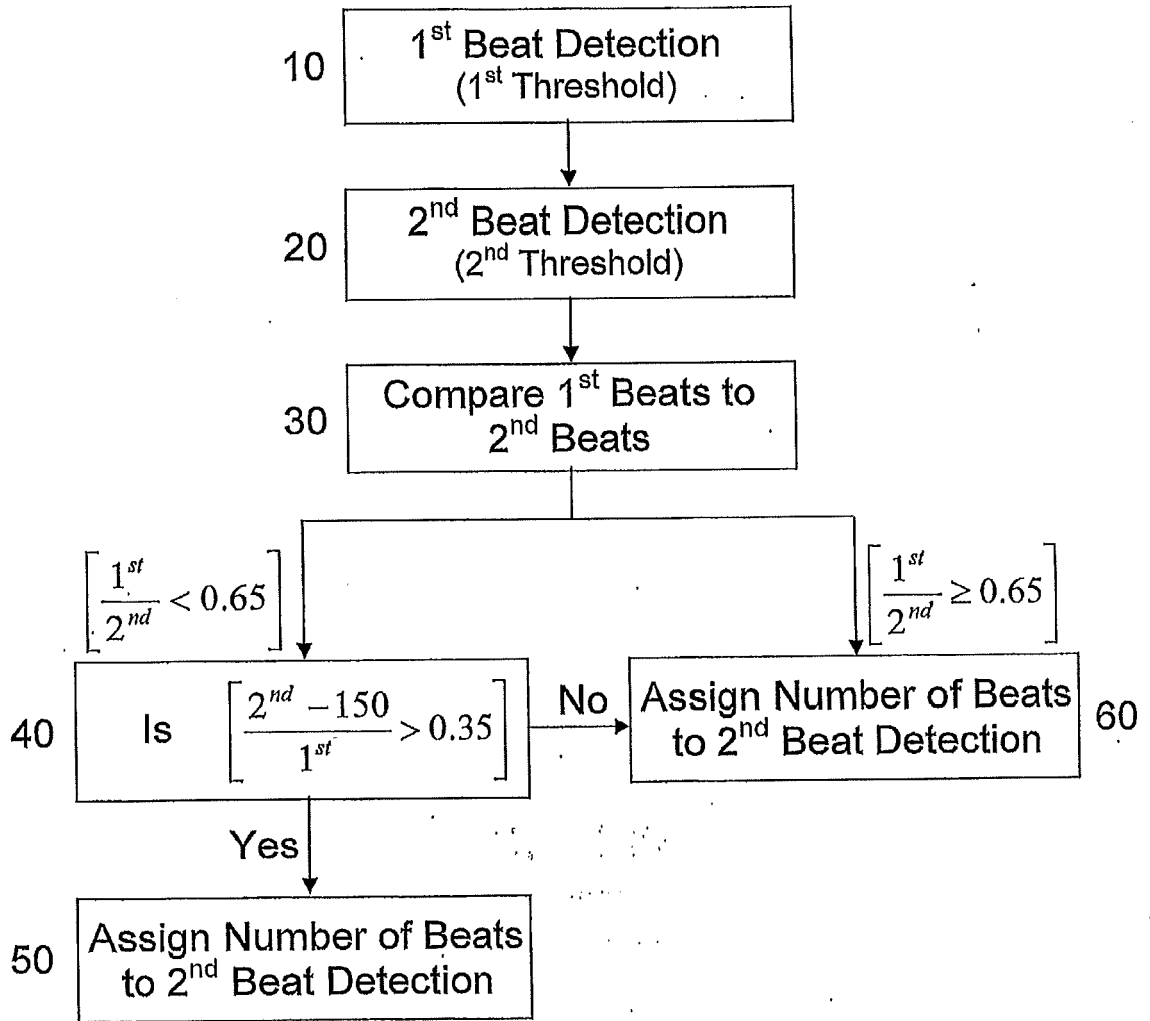 10
1st Beat Detection
(1st Threshold)
20
2nd Beat Detection
(2nd Threshold)
30
Compare 1st Beats to
2nd Beats
[1st / 2nd < 0.65]
[1st / 2nd ≥ 0.65]
40
Is [2nd − 150 / 1st > 0.35]
No
Assign Number of Beats
to 2nd Beat Detection
60
Yes
50
Assign Number of Beats
to 2nd Beat Detection